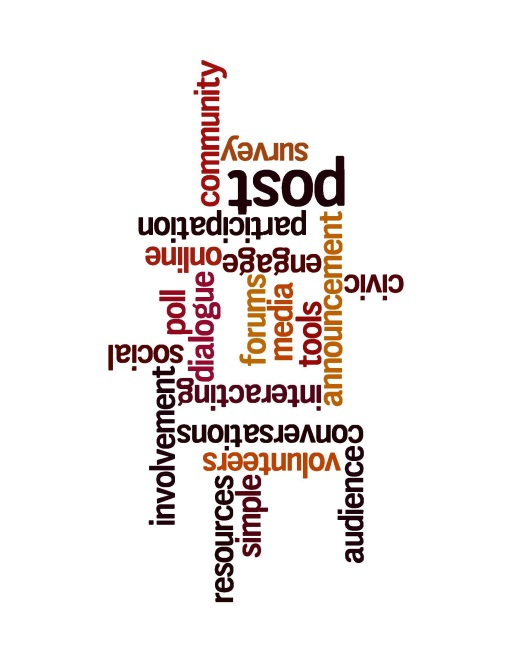 community
survey
post
participation
online
engage
announcement
civic
dialogue
forums
media
poll
tools
social
interacting
involvement
conversations
volunteers
audience
resources
simple